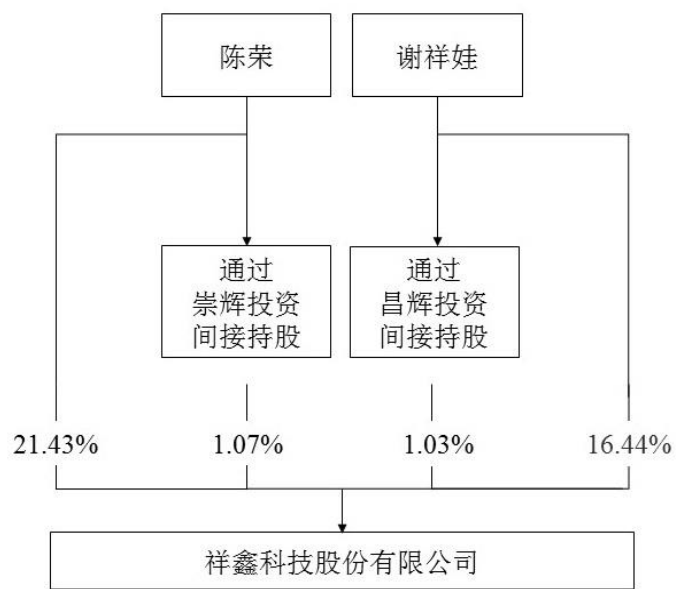 陈荣
谢祥娃
通过
崇辉投资
间接持股
通过
昌辉投资
间接持股
21.43%
1.07%
1.03%
16.44%
祥鑫科技股份有限公司